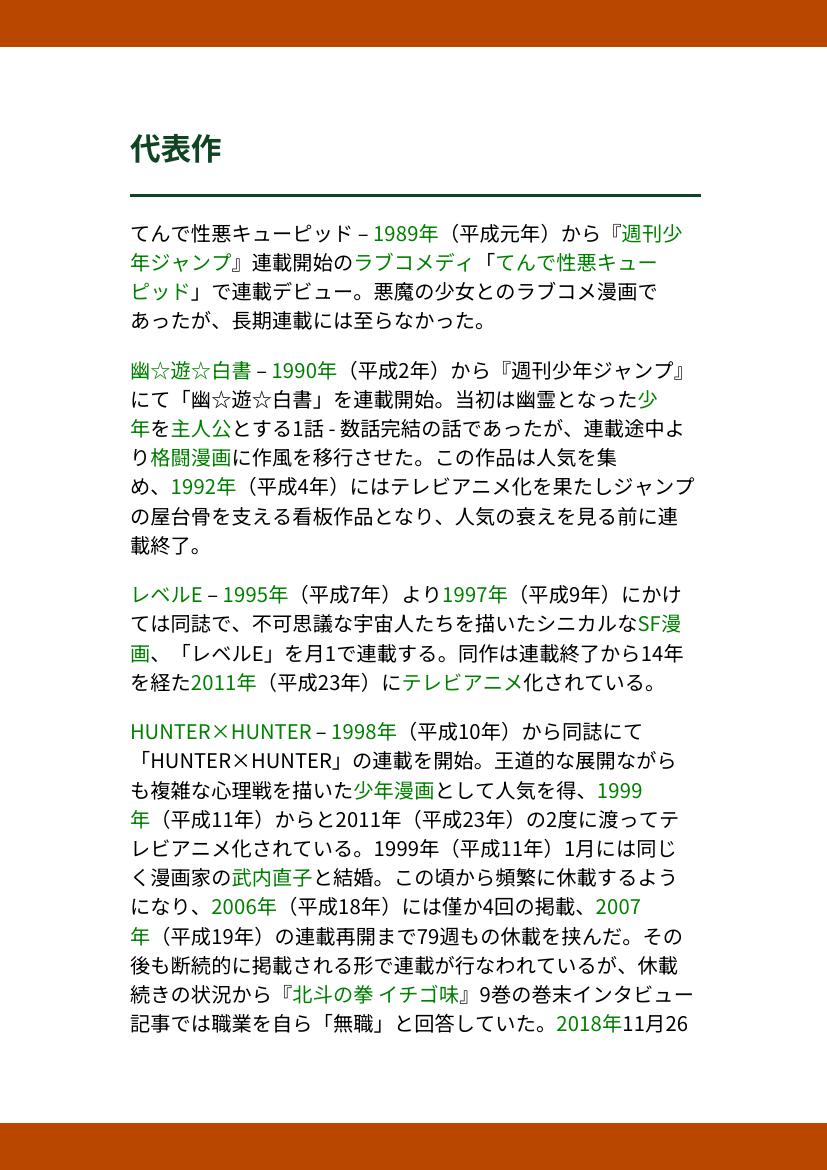 代表作
てんで性悪キューピッド – 1989年（平成元年）から『週刊少
年ジャンプ』連載開始のラブコメディ「てんで性悪キュー
ピッド」で連載デビュー。悪魔の少女とのラブコメ漫画で
あったが、長期連載には至らなかった。
幽☆遊☆白書 – 1990年（平成2年）から『週刊少年ジャンプ』
にて「幽☆遊☆白書」を連載開始。当初は幽霊となった少
年を主人公とする1話 - 数話完結の話であったが、連載途中よ
り格闘漫画に作風を移行させた。この作品は人気を集
め、1992年（平成4年）にはテレビアニメ化を果たしジャンプ
の屋台骨を支える看板作品となり、人気の衰えを見る前に連
載終了。
レベルE – 1995年（平成7年）より1997年（平成9年）にかけ
ては同誌で、不可思議な宇宙人たちを描いたシニカルなSF漫
画、「レベルE」を月1で連載する。同作は連載終了から14年
を経た2011年（平成23年）にテレビアニメ化されている。
HUNTER×HUNTER – 1998年（平成10年）から同誌にて
「HUNTER×HUNTER」の連載を開始。王道的な展開ながら
も複雑な心理戦を描いた少年漫画として人気を得、1999
年（平成11年）からと2011年（平成23年）の2度に渡ってテ
レビアニメ化されている。1999年（平成11年）1月には同じ
く漫画家の武内直子と結婚。この頃から頻繁に休載するよう
になり、2006年（平成18年）には僅か4回の掲載、2007
年（平成19年）の連載再開まで79週もの休載を挟んだ。その
後も断続的に掲載される形で連載が行なわれているが、休載
続きの状況から『北斗の拳 イチゴ味』9巻の巻末インタビュー
記事では職業を自ら「無職」と回答していた。2018年11月26